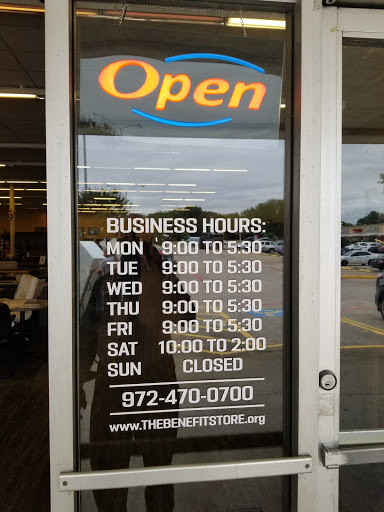 Open
BUSINESS HOURS:
MON 9:00 TO 5:30
TUE 9:00 TO 5:30
WED 9:00 TO 5:30
THU 9:00 TO 5:30
FRI 9:00 TO 5:30
SAT 10:00 TO 2:00
SUN CLOSED
972-470-0700
www.THEBENEFITSTORE.org